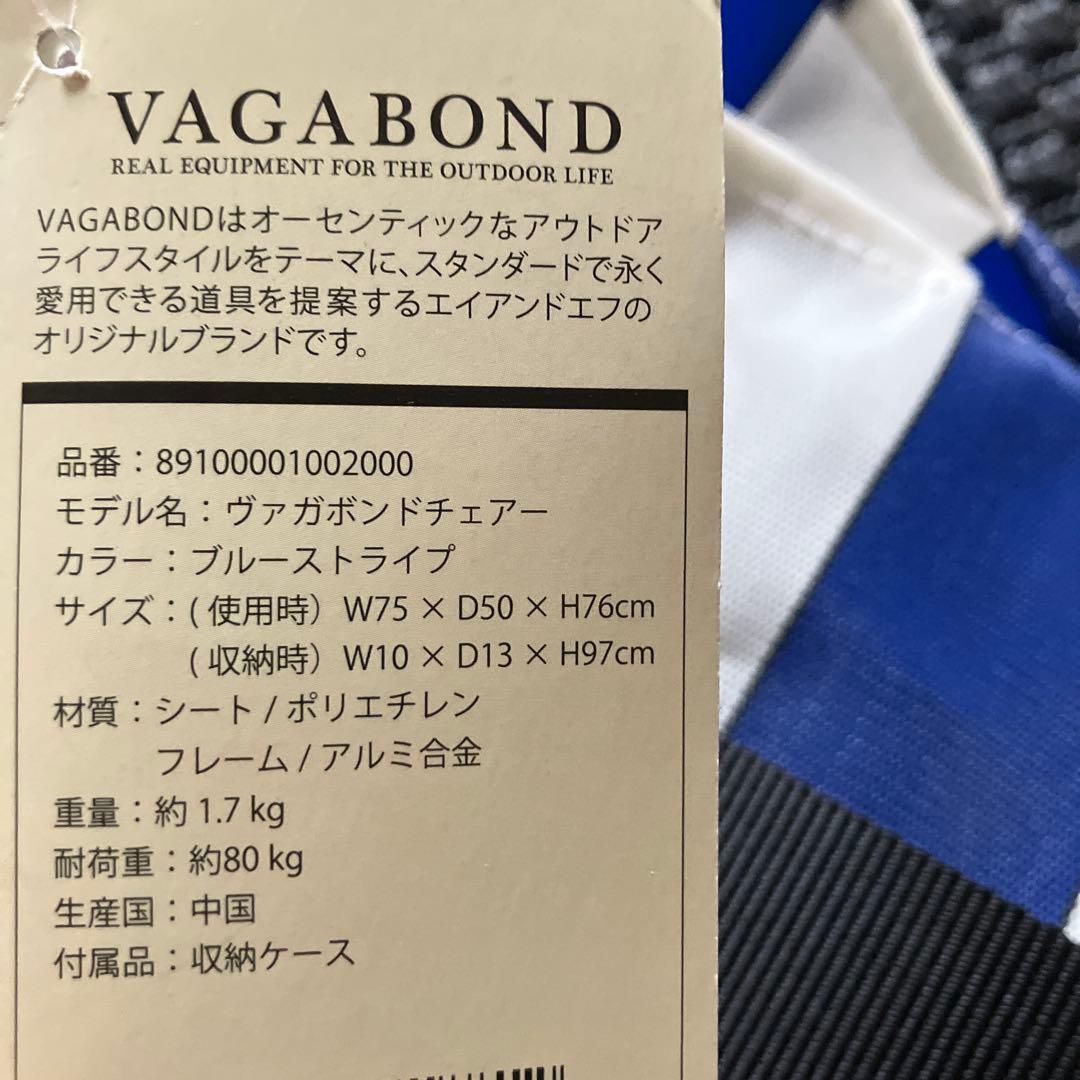 VAGABOND
REAL EQUIPMENT FOR THE OUTDOOR LIFE
VAGABONDはオーセンティックなアウトドア
ライフスタイルをテーマに、スタンダードで永く
愛用できる道具を提案するエイアンドエフの
オリジナルブランドです。
品番：89100001002000
モデル名：ヴァガボンドチェアー
カラー：ブルーストライプ
サイズ：( 使用時）W75 × D50 × H76cm
( 収納時）W10 × D13 × H97cm
材質：シート / ポリエチレン
フレーム / アルミ合金
重量：約 1.7 kg
耐荷重：約80 kg
生産国：中国
付属品：収納ケース